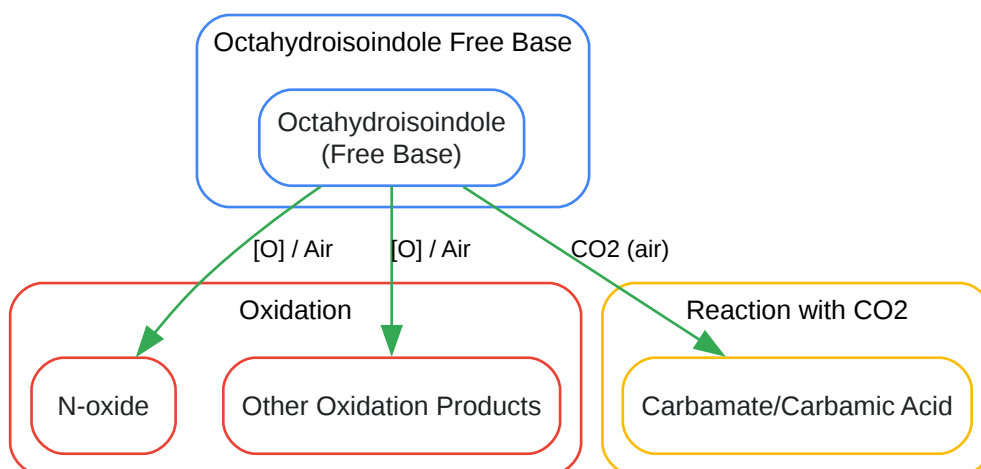 Octahydroisoindole Free Base
Octahydroisoindole
(Free Base)
[O] / Air
[O] / Air
CO2 (air)
Oxidation
Reaction with CO2
N-oxide
Other Oxidation Products
Carbamate/Carbamic Acid